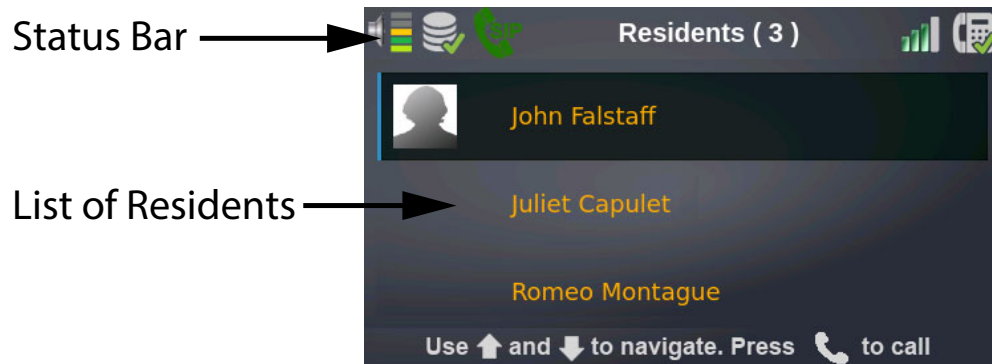 Status Bar
SIP
Residents ( 3 )
John Falstaff
List of Residents
Juliet Capulet
Romeo Montague
Use and to navigate. Press to call